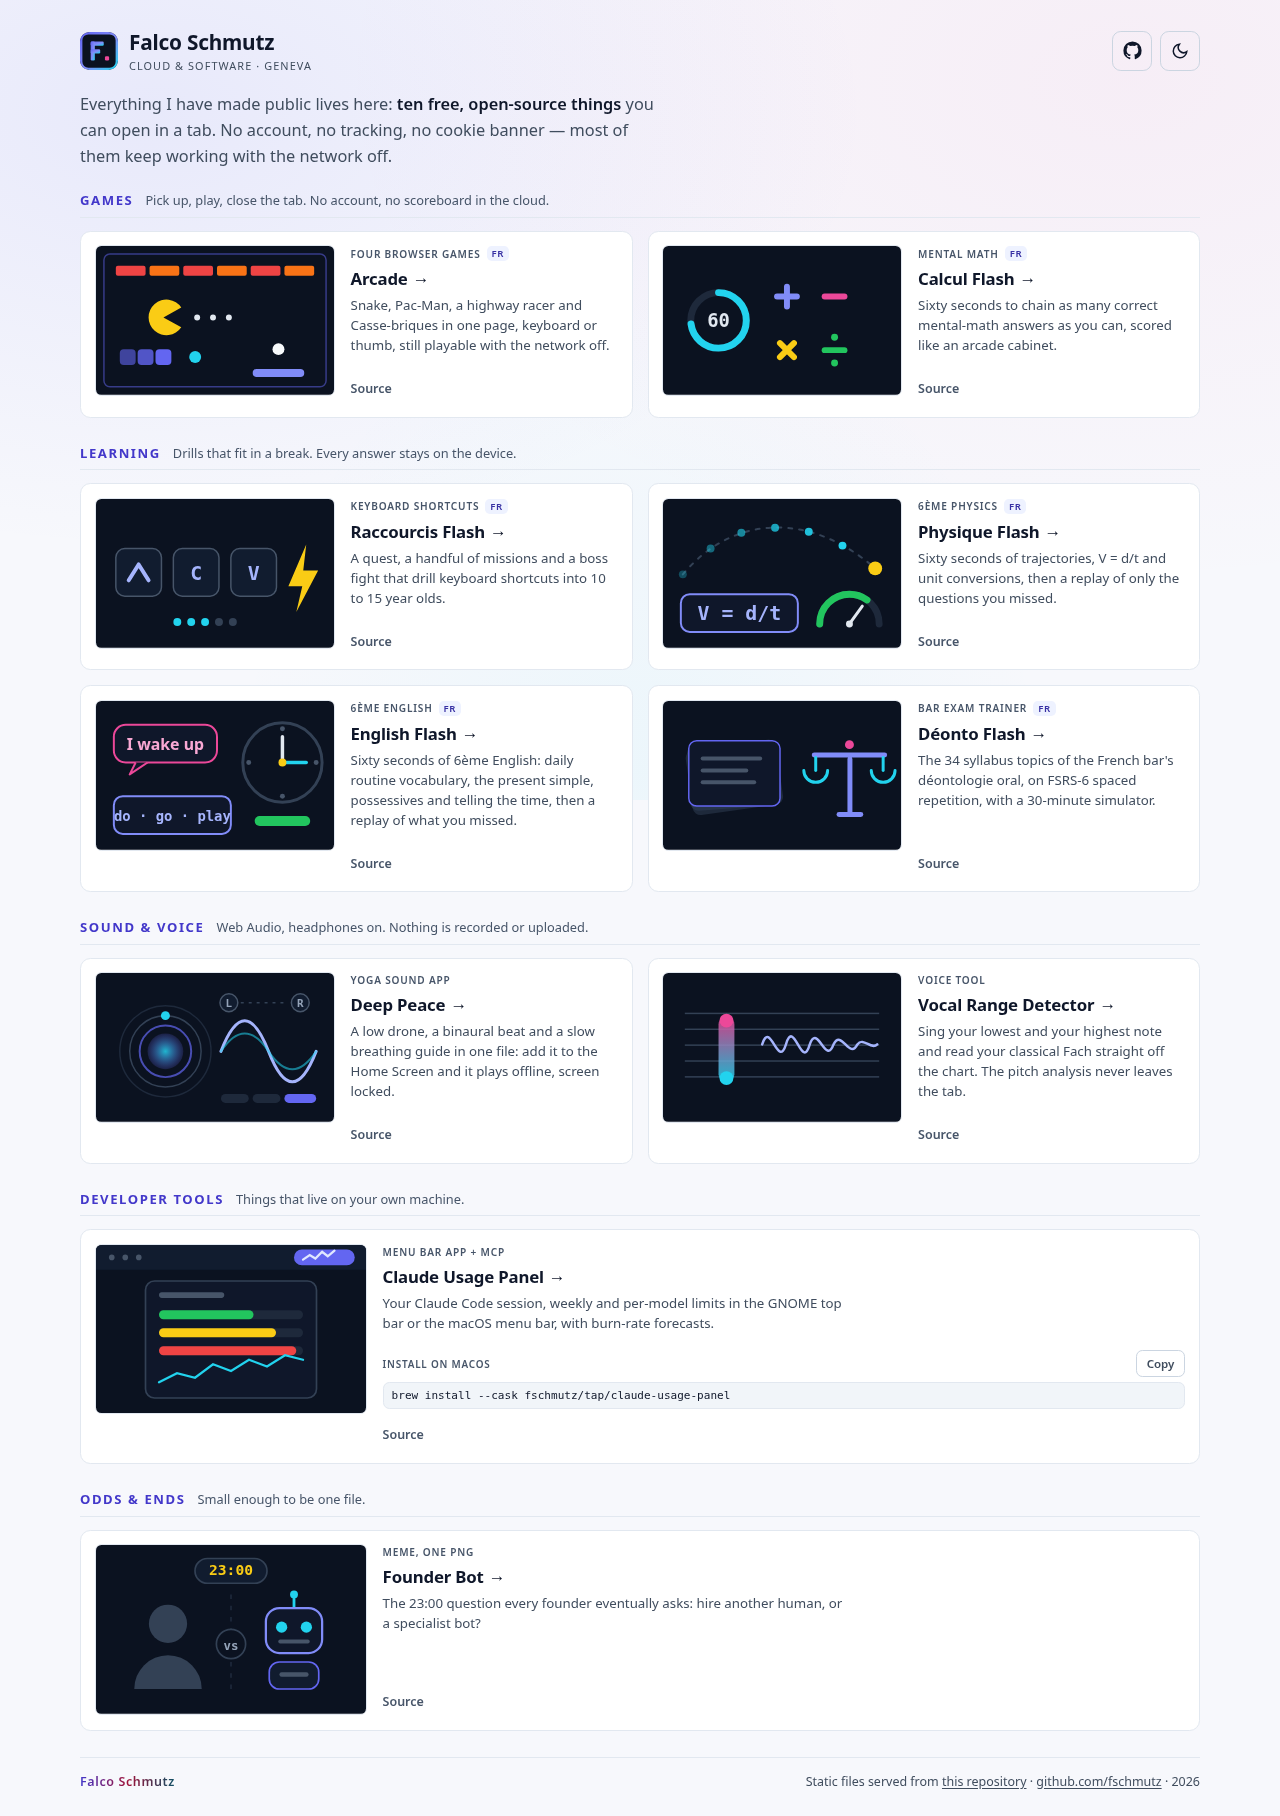 F.
Falco Schmutz
CLOUD & SOFTWARE · GENEVA
Everything I have made public lives here: ten free, open-source things you
can open in a tab. No account, no tracking, no cookie banner — most of
them keep working with the network off.
GAMES Pick up, play, close the tab. No account, no scoreboard in the cloud.
FOUR BROWSER GAMES FR
Arcade →
Snake, Pac-Man, a highway racer and
Casse-briques in one page, keyboard or
thumb, still playable with the network off.
Source
60
MENTAL MATH FR
Calcul Flash →
Sixty seconds to chain as many correct
mental-math answers as you can, scored
like an arcade cabinet.
Source
LEARNING Drills that fit in a break. Every answer stays on the device.
C V
KEYBOARD SHORTCUTS FR
Raccourcis Flash →
A quest, a handful of missions and a boss
fight that drill keyboard shortcuts into 10
to 15 year olds.
Source
V = d/t
6ÈME PHYSICS FR
Physique Flash →
Sixty seconds of trajectories, V = d/t and
unit conversions, then a replay of only the
questions you missed.
Source
I wake up
do · go · play
6ÈME ENGLISH FR
English Flash →
Sixty seconds of 6ème English: daily
routine vocabulary, the present simple,
possessives and telling the time, then a
replay of what you missed.
Source
BAR EXAM TRAINER FR
Déonto Flash →
The 34 syllabus topics of the French bar's
déontologie oral, on FSRS-6 spaced
repetition, with a 30-minute simulator.
Source
SOUND & VOICE Web Audio, headphones on. Nothing is recorded or uploaded.
L R
YOGA SOUND APP
Deep Peace →
A low drone, a binaural beat and a slow
breathing guide in one file: add it to the
Home Screen and it plays offline, screen
locked.
Source
VOICE TOOL
Vocal Range Detector →
Sing your lowest and your highest note
and read your classical Fach straight off
the chart. The pitch analysis never leaves
the tab.
Source
DEVELOPER TOOLS Things that live on your own machine.
MENU BAR APP + MCP
Claude Usage Panel →
Your Claude Code session, weekly and per-model limits in the GNOME top
bar or the macOS menu bar, with burn-rate forecasts.
INSTALL ON MACOS Copy
brew install --cask fschmutz/tap/claude-usage-panel
Source
ODDS & ENDS Small enough to be one file.
23:00
vs
MEME, ONE PNG
Founder Bot →
The 23:00 question every founder eventually asks: hire another human, or
a specialist bot?
Source
Falco Schmutz Static files served from this repository · github.com/fschmutz · 2026